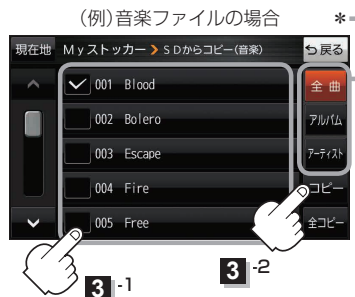 (例)音楽ファイルの場合 *
現在地 Myストッカー > SDからコピー(音楽) 戻る
001 Blood 全曲
002 Bolero アルバム
003 Escape アーティスト
004 Fire コピー
005 Free 全コピー
3 -1
3 -2